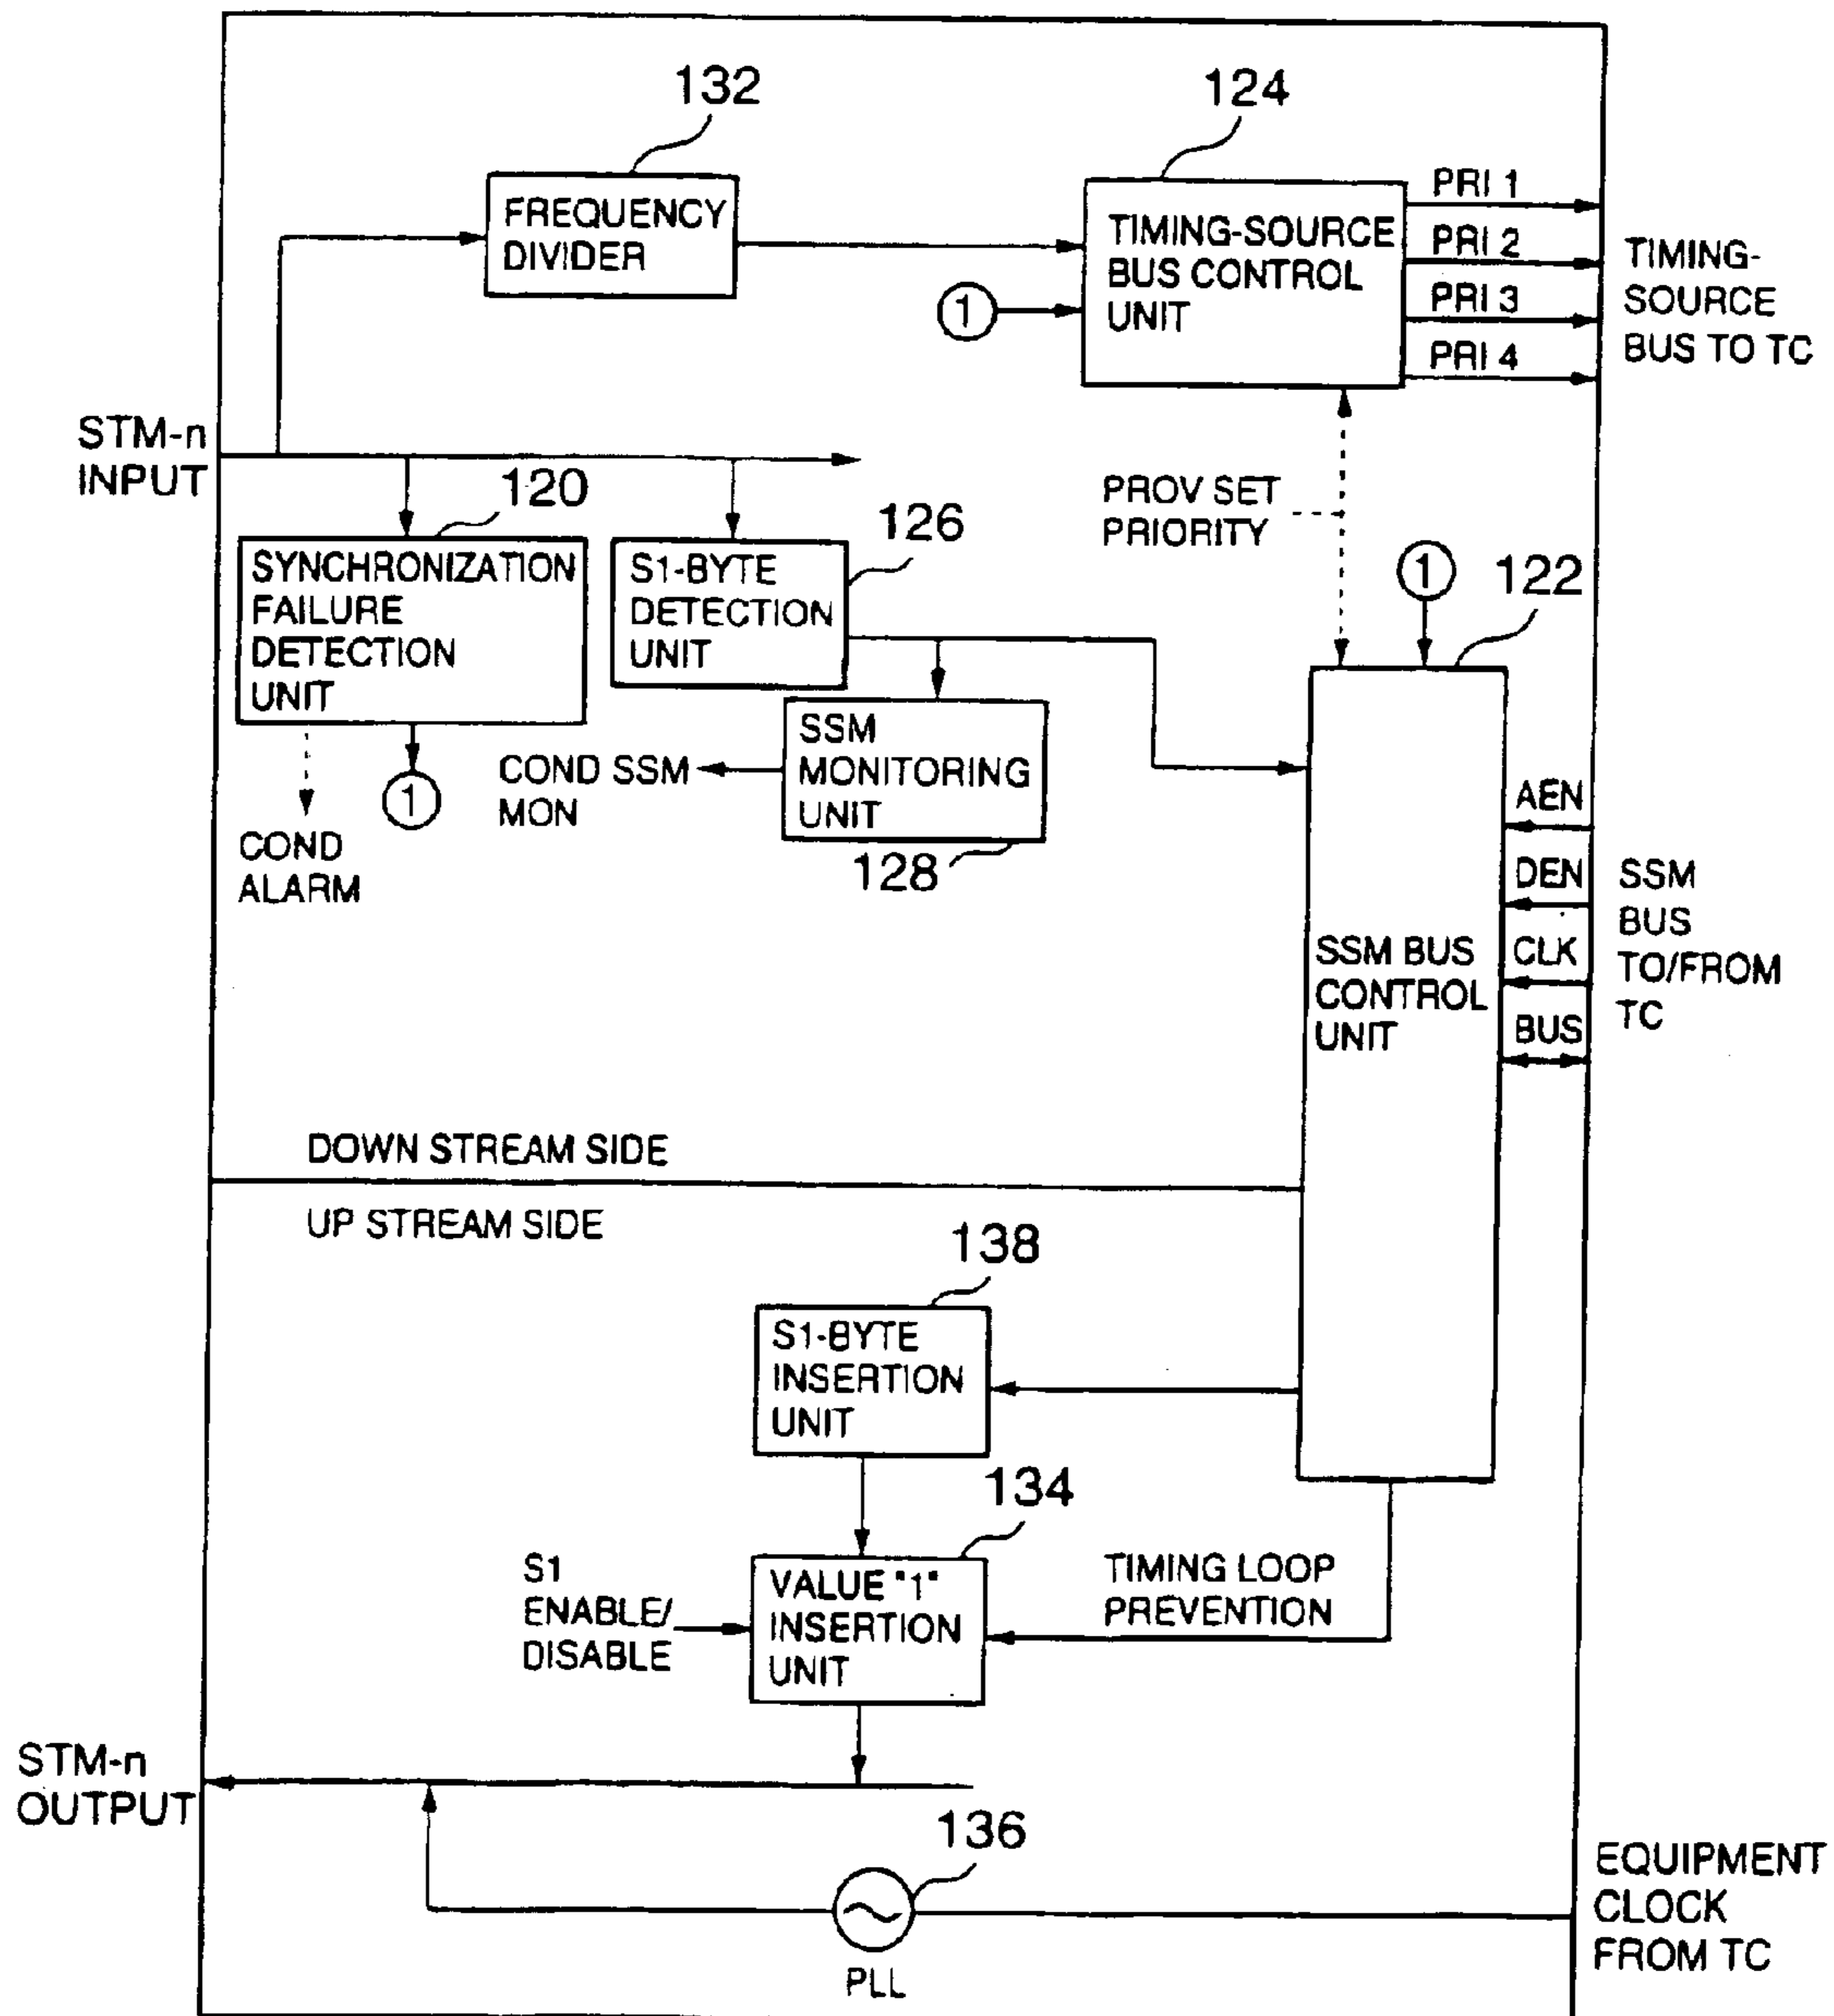 132
124
FREQUENCY
DIVIDER
TIMING-SOURCE
BUS CONTROL
UNIT
1
PRI 1
PRI 2
PRI 3
PRI 4
TIMING-
SOURCE
BUS TO TC
STM-n
INPUT
120
SYNCHRONIZATION
FAILURE
DETECTION
UNIT
126
S1-BYTE
DETECTION
UNIT
PROV SET
PRIORITY
1
122
SSM
MONITORING
UNIT
128
COND SSM
MON
1
COND
ALARM
SSM BUS
CONTROL
UNIT
AEN
DEN
CLK
BUS
SSM
BUS
TO/FROM
TC
DOWN STREAM SIDE
UP STREAM SIDE
138
S1-BYTE
INSERTION
UNIT
134
S1
ENABLE/
DISABLE
VALUE "1"
INSERTION
UNIT
TIMING LOOP
PREVENTION
STM-n
OUTPUT
136
PLL
EQUIPMENT
CLOCK
FROM TC